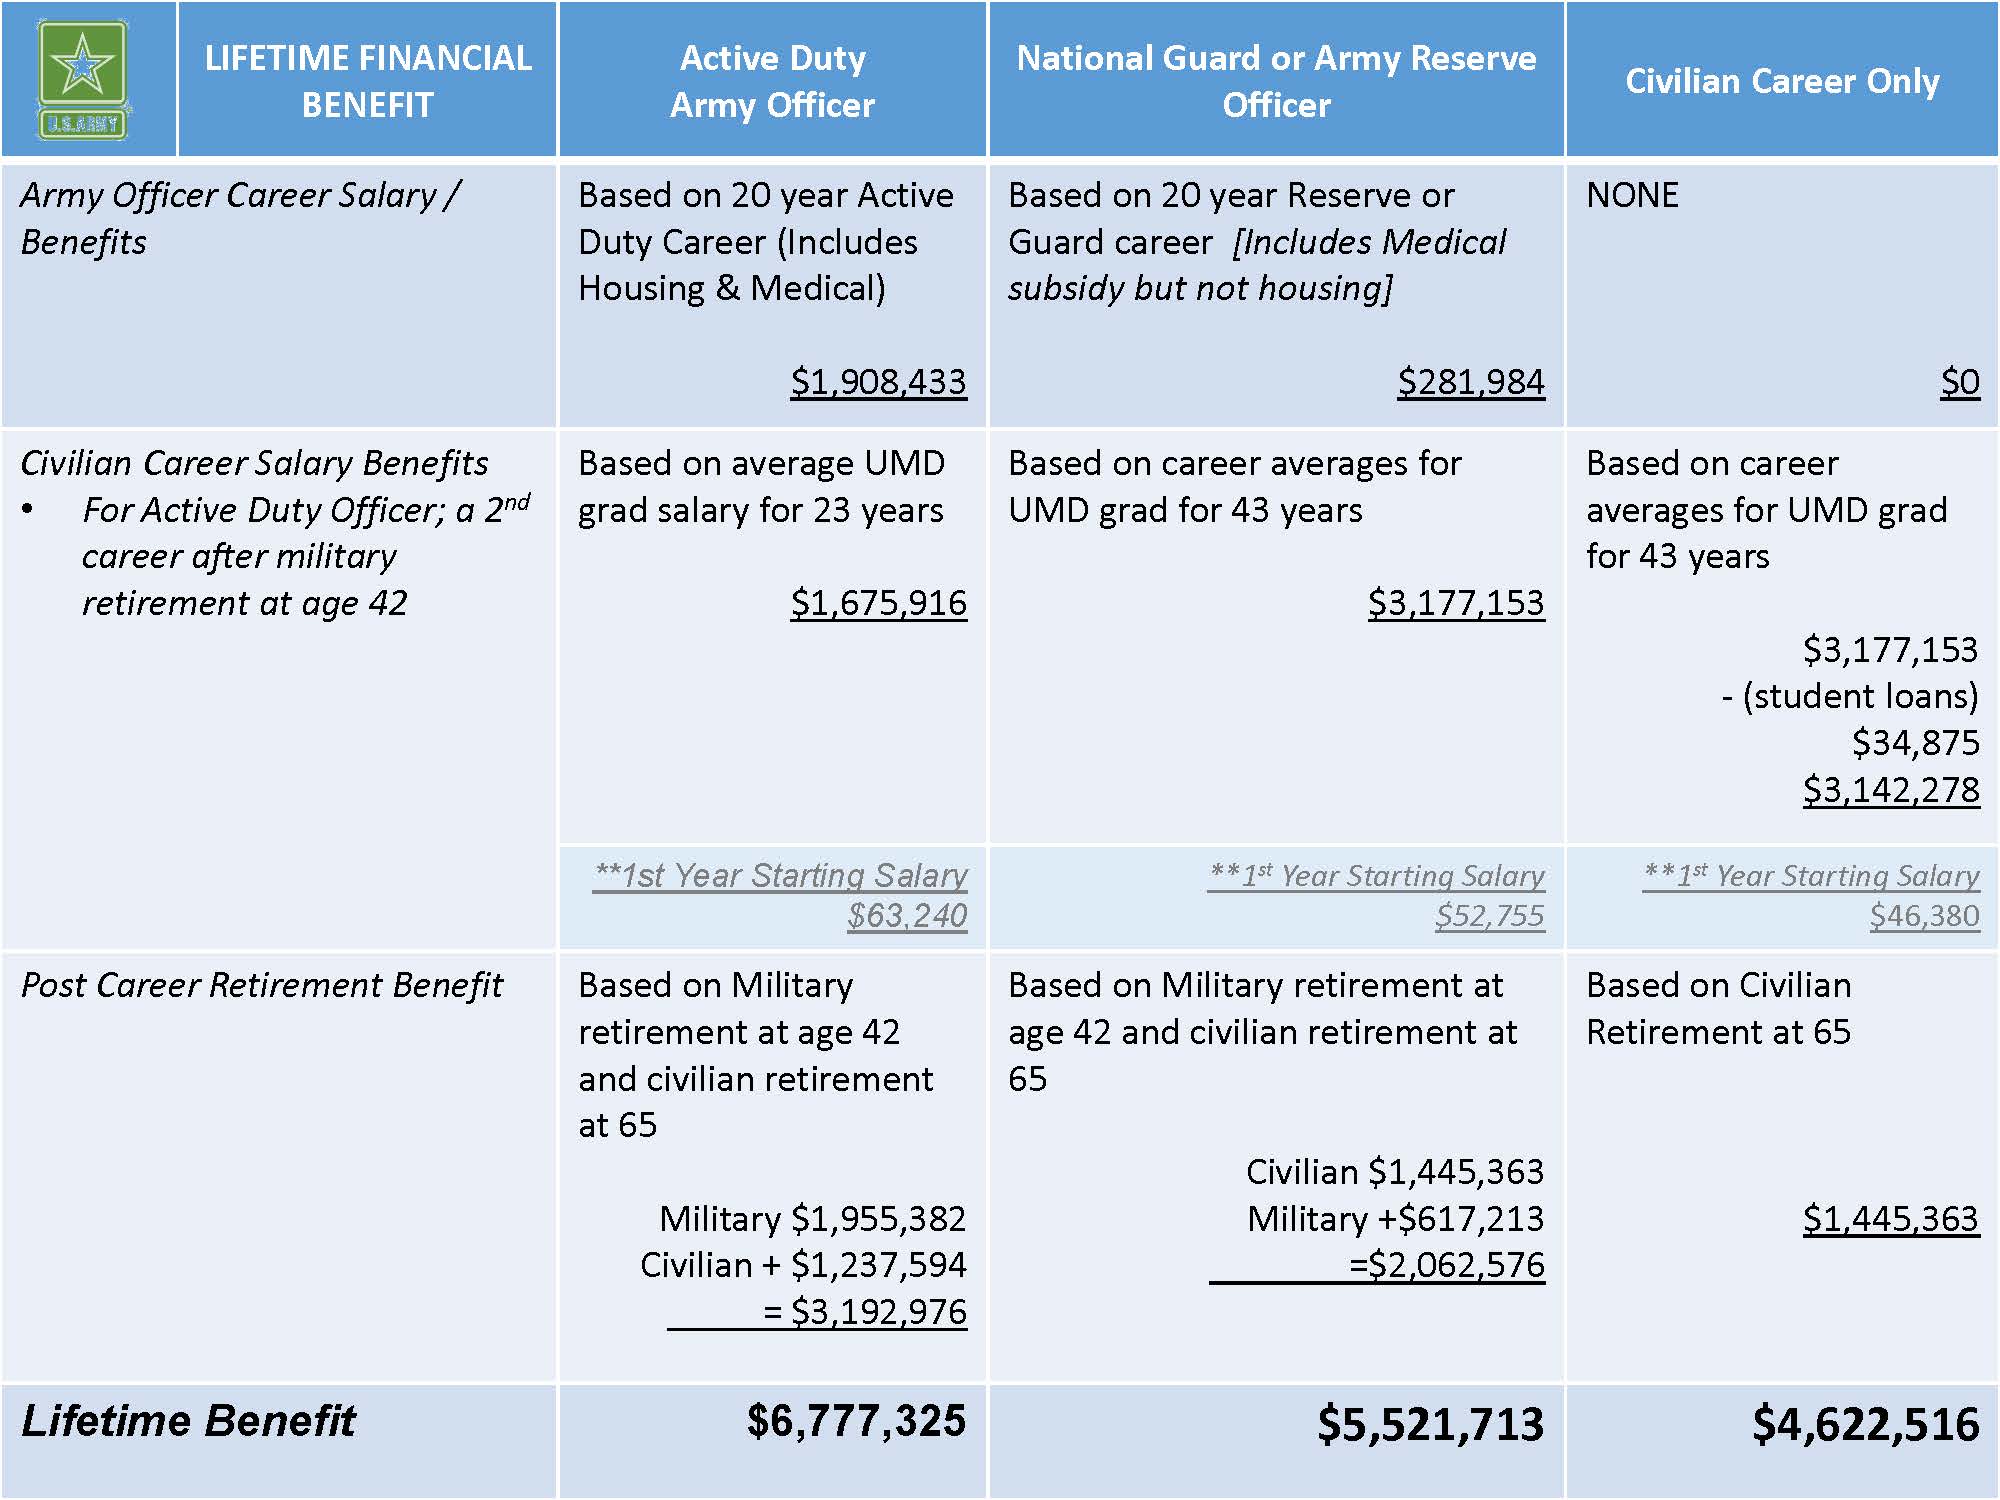 U.S.ARMY
LIFETIME FINANCIAL
BENEFIT
Active Duty
Army Officer
National Guard or Army Reserve
Officer
Civilian Career Only
Army Officer Career Salary /
Benefits
Based on 20 year Active
Duty Career (Includes
Housing & Medical)
$1,908,433
Based on 20 year Reserve or
Guard career [Includes Medical
subsidy but not housing]
$281,984
NONE
$0
Civilian Career Salary Benefits
• For Active Duty Officer; a 2nd
career after military
retirement at age 42
Based on average UMD
grad salary for 23 years
$1,675,916
Based on career averages for
UMD grad for 43 years
$3,177,153
Based on career
averages for UMD grad
for 43 years
$3,177,153
- (student loans)
$34,875
$3,142,278
**1st Year Starting Salary
$63,240
**1st Year Starting Salary
$52,755
**1st Year Starting Salary
$46,380
Post Career Retirement Benefit
Based on Military
retirement at age 42
and civilian retirement
at 65
Military $1,955,382
Civilian + $1,237,594
= $3,192,976
Based on Military retirement at
age 42 and civilian retirement at
65
Civilian $1,445,363
Military +$617,213
=$2,062,576
Based on Civilian
Retirement at 65
$1,445,363
Lifetime Benefit
$6,777,325
$5,521,713
$4,622,516